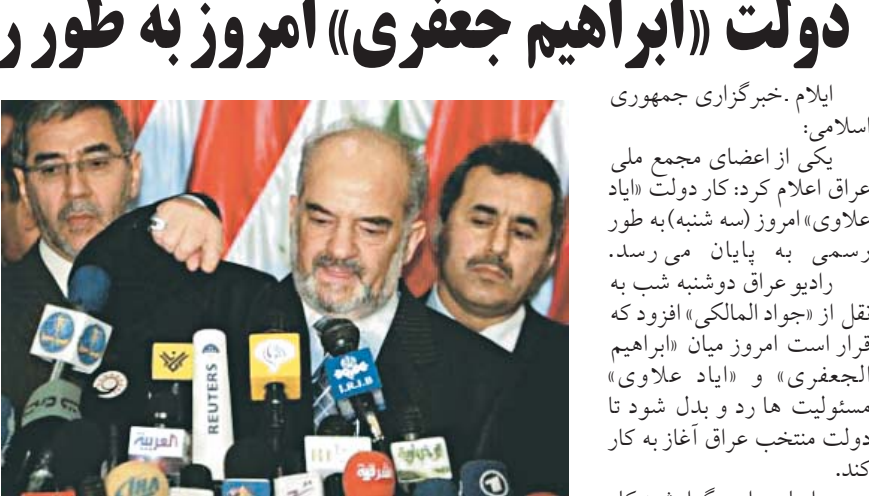 دولت «ابراهیم جعفری» امروز به طور ر
ایلام .خبرگزاری جمهوری
اسلامی:
یکی از اعضای مجمع ملی
عراق اعلام کرد: کار دولت «ایاد
علاوی» امروز (سه شنبه) به طور
رسمی به پایان می رسد.
رادیو عراق دوشنبه شب به
نقل از «جواد المالکی» افزود که
قرار است امروز میان «ابراهیم
الجعفری» و «ایاد علاوی»
مسئولیت ها رد و بدل شود تا
دولت منتخب عراق آغاز به کار
کند.
REUTERS
I.R.I.B
العربية
شرقية